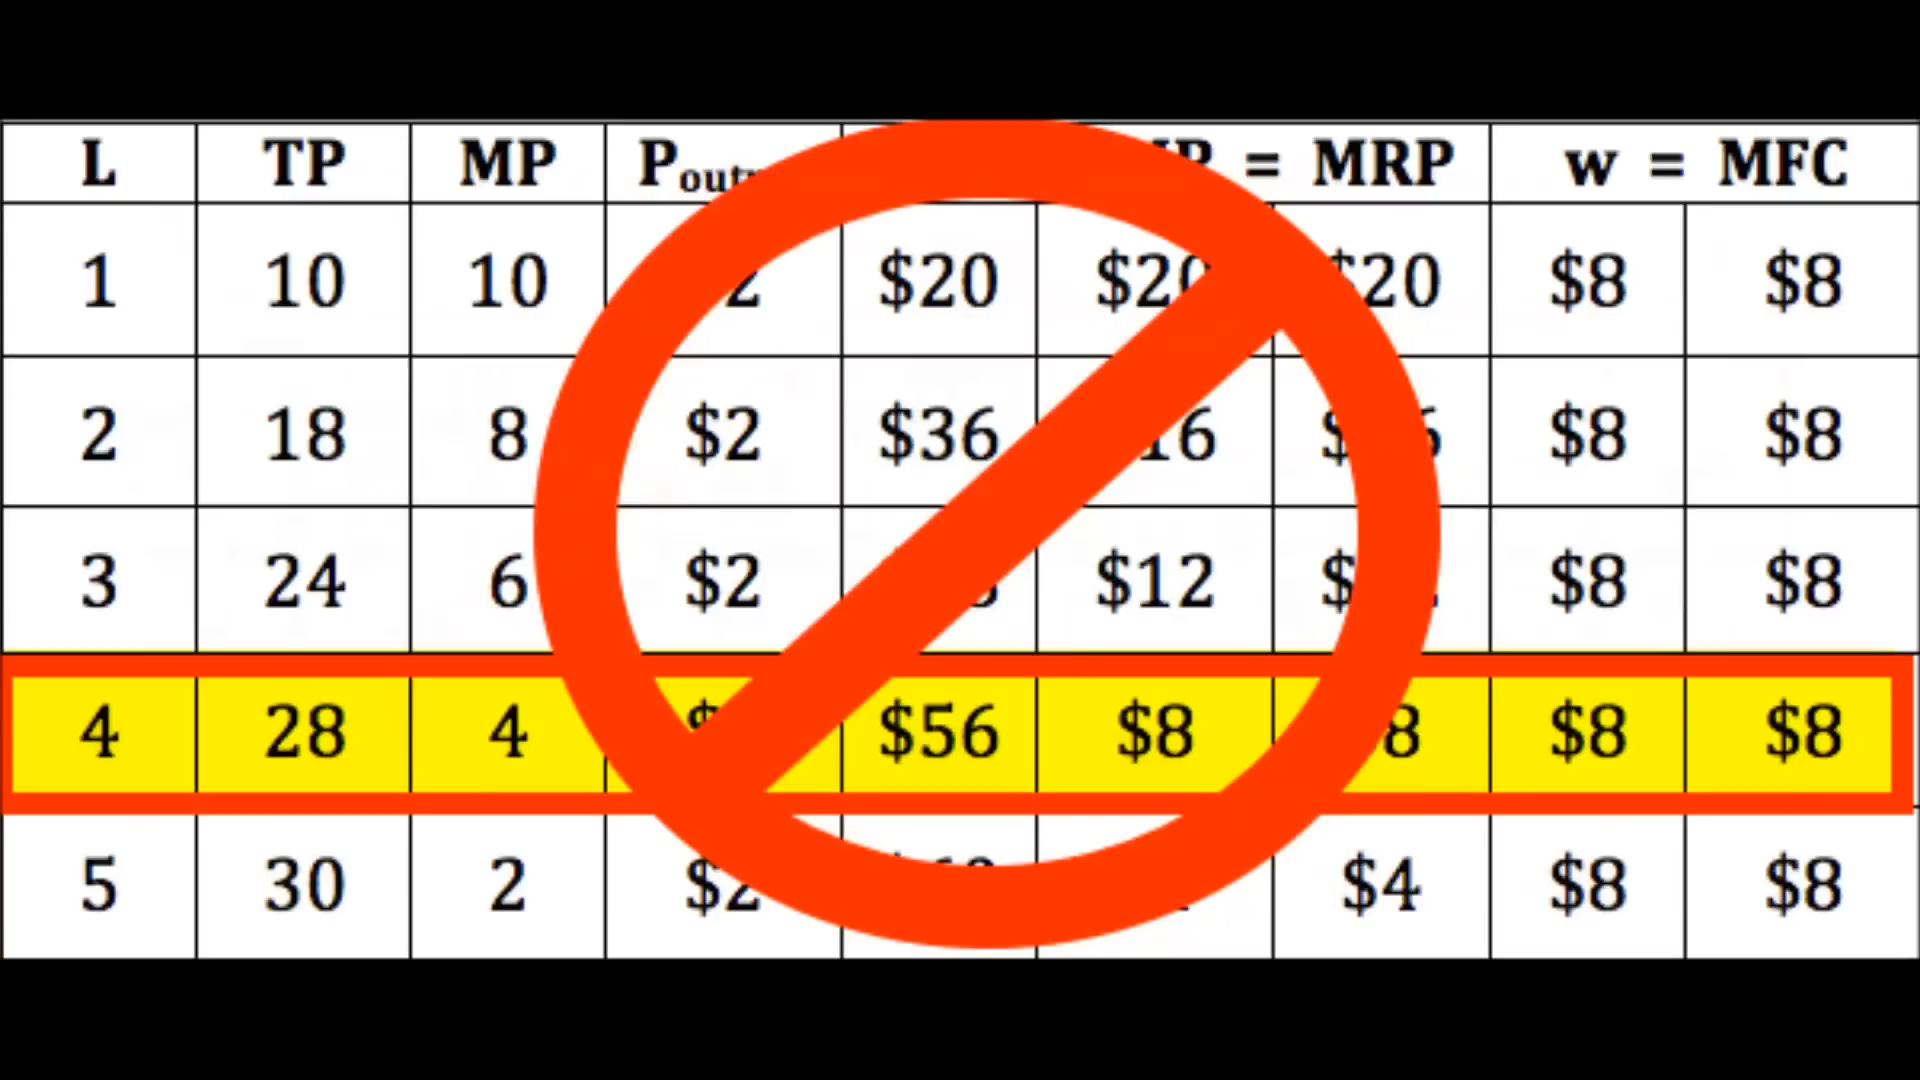 L TP MP = MRP w = MFC
1 10 10 $20 $20 $20 $8 $8
2 18 8 $2 $36 $8 $8
3 24 6 $2 $12 $8 $8
4 28 4 $56 $8 $8 $8
5 30 2 $2 $4 $8 $8